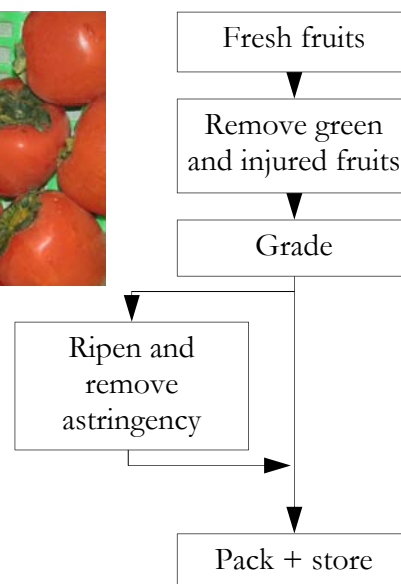 Fresh fruits
Remove green
and injured fruits
Grade
Ripen and
remove
astringency
Pack + store